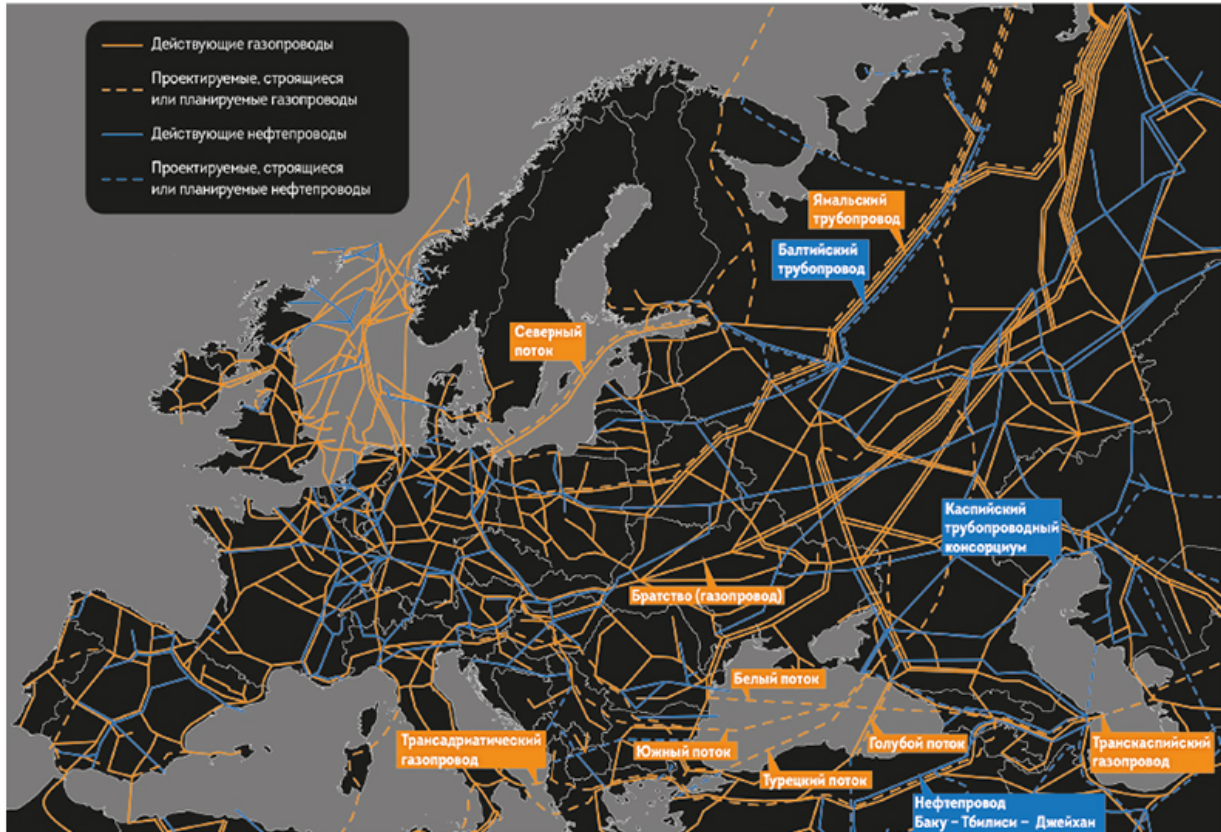 Действующие газопроводы
Проектируемые, строящиеся
или планируемые газопроводы
Действующие нефтепроводы
Проектируемые, строящиеся
или планируемые нефтепроводы
Ямальский
трубопровод
Балтийский
трубопровод
Северный
поток
Каспийский
трубопроводный
консорциум
Братство (газопровод)
Белый поток
Трансадриатический
газопровод
Южный поток
Голубой поток
Транскаспийский
газопровод
Турецкий поток
Нефтепровод
Баку – Тбилиси – Джейхан